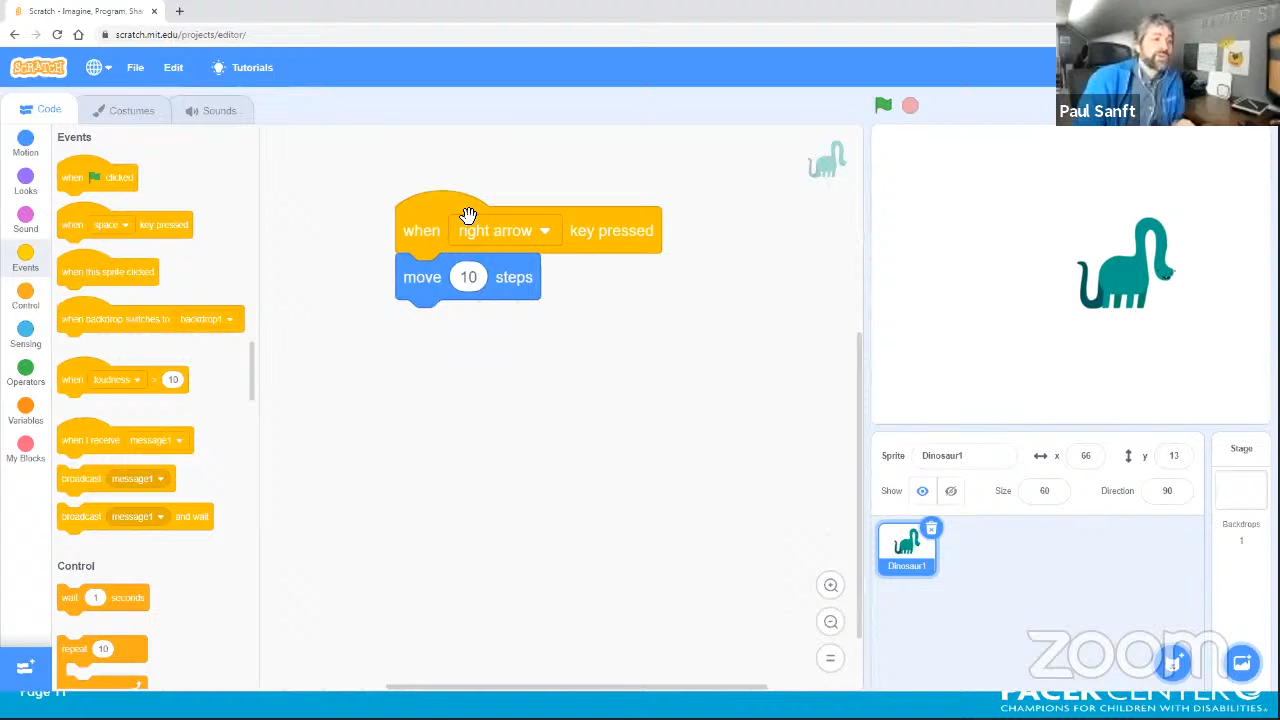 Scratch - Imagine, Program, Sha
scratch.mit.edu/projects/editor/
SCRATCH
File
Edit
Tutorials
Paul Sanft
Code
Costumes
Sounds
Motion
Looks
Sound
Events
Control
Sensing
Operators
Variables
My Blocks
Events
when clicked
when space key pressed
when this sprite clicked
when backdrop switches to backdrop1
when loudness > 10
when I receive message1
broadcast message1
broadcast message1 and wait
Control
wait 1 seconds
repeat 10
when right arrow key pressed
move 10 steps
Sprite Dinosaur1 x 66 y 13
Show Size 60 Direction 90
Dinosaur1
Stage
Backdrops
1
zoom
Page 11
PACER CENTER
CHAMPIONS FOR CHILDREN WITH DISABILITIES.